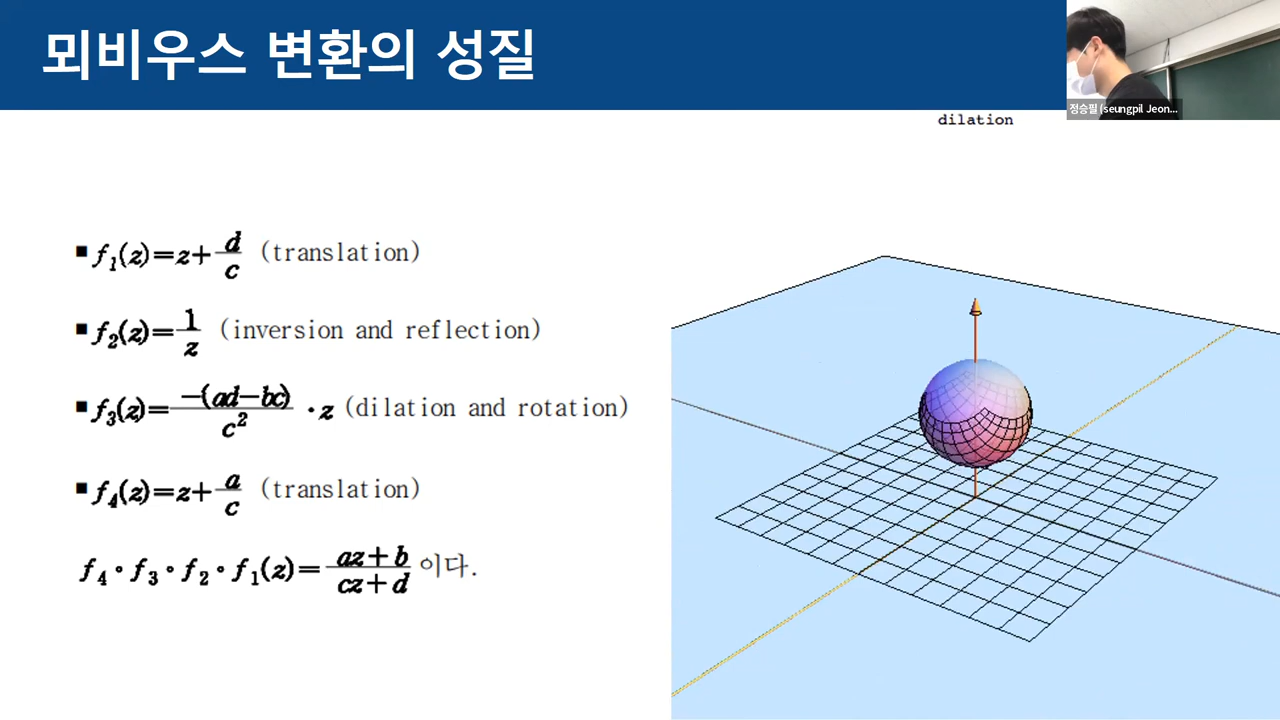 뫼비우스 변환의 성질
정승필 (seungpil Jeon...
dilation
▪ f₁(z)=z+d/c (translation)
▪ f₂(z)=1/z (inversion and reflection)
▪ f₃(z)=-(ad-bc)/c² · z (dilation and rotation)
▪ f₄(z)=z+a/c (translation)
f₄∘f₃∘f₂∘f₁(z)=(az+b)/(cz+d) 이다.